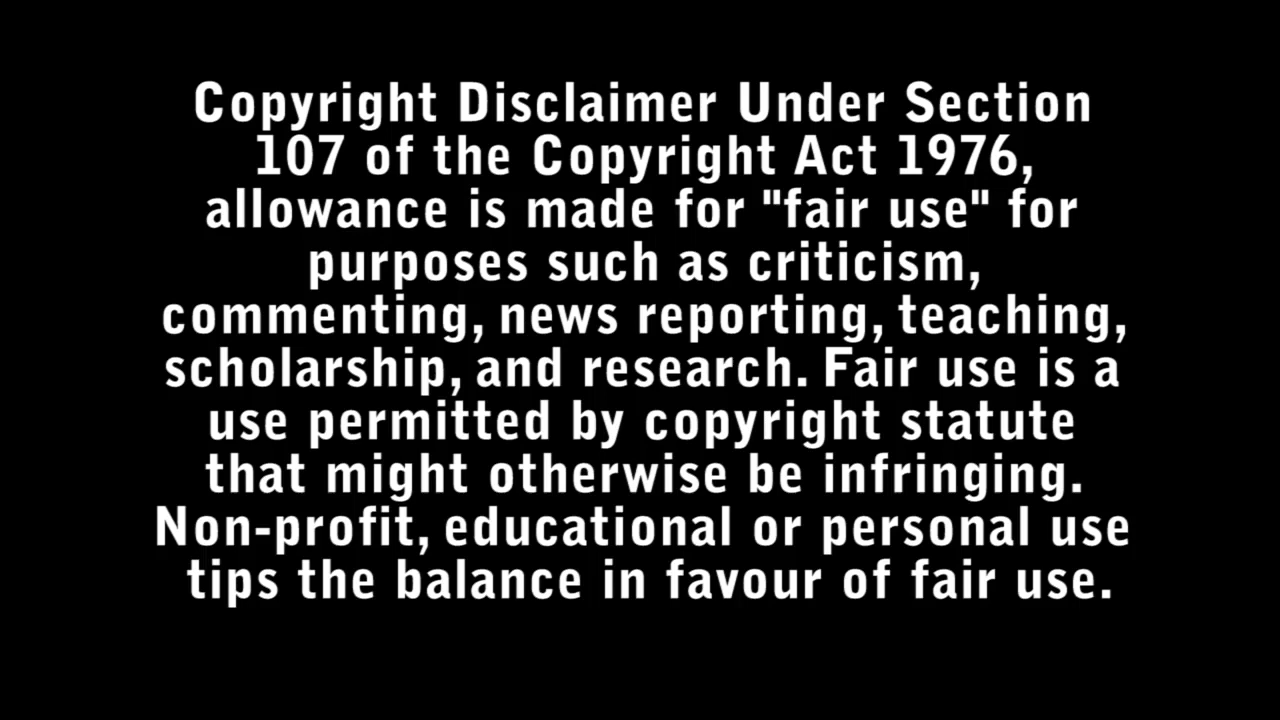 Copyright Disclaimer Under Section
107 of the Copyright Act 1976,
allowance is made for "fair use" for
purposes such as criticism,
commenting, news reporting, teaching,
scholarship, and research. Fair use is a
use permitted by copyright statute
that might otherwise be infringing.
Non-profit, educational or personal use
tips the balance in favour of fair use.